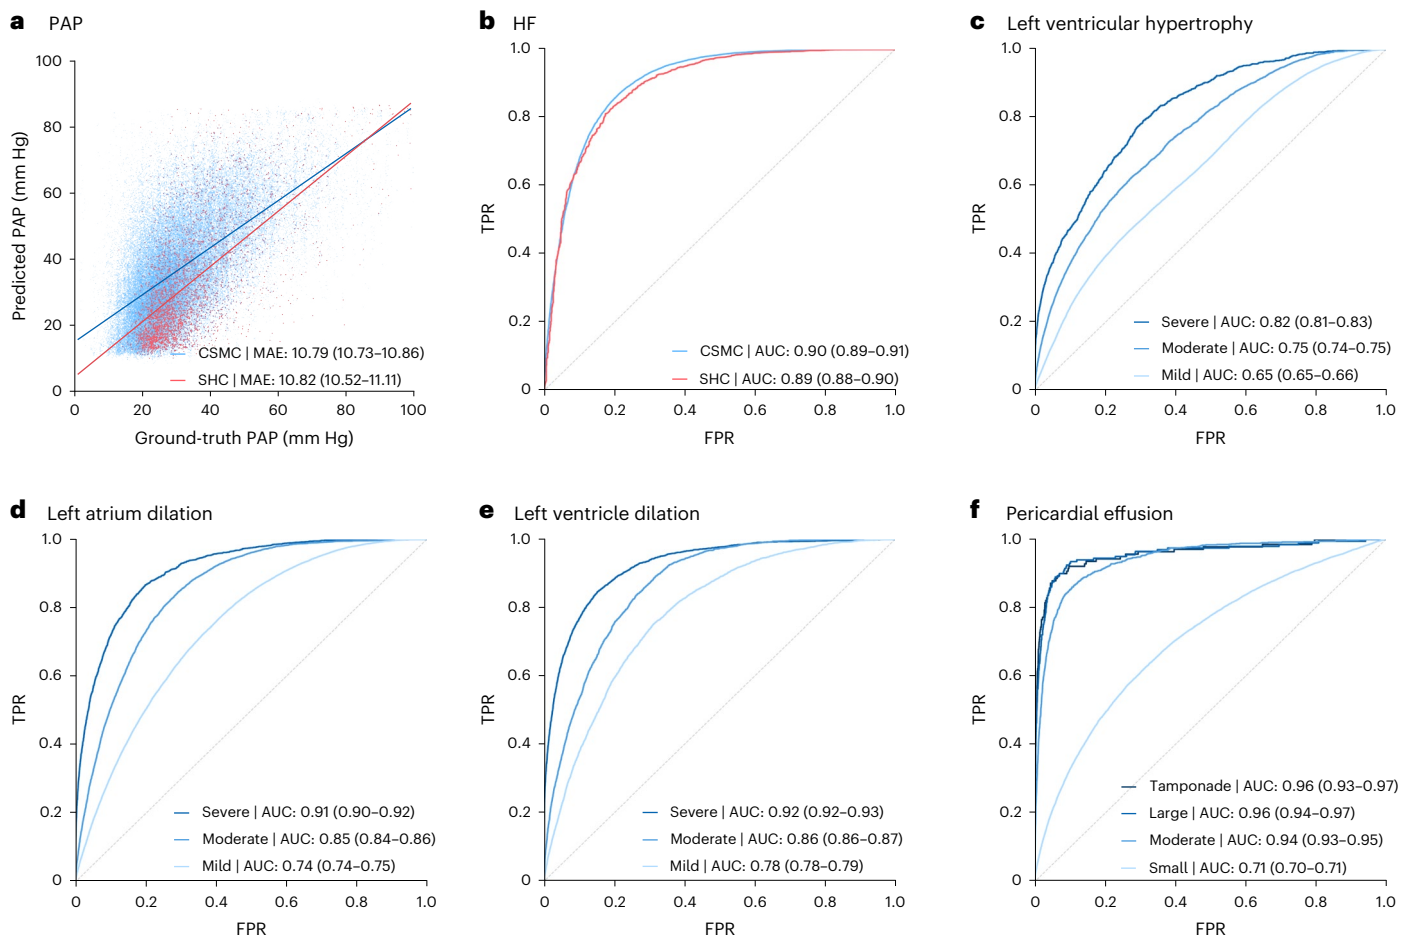 a PAP
Predicted PAP (mm Hg)
100
80
60
40
20
0
CSMC | MAE: 10.79 (10.73–10.86)
SHC | MAE: 10.82 (10.52–11.11)
0 20 40 60 80 100
Ground-truth PAP (mm Hg)
b HF
TPR
1.0
0.8
0.6
0.4
0.2
0
CSMC | AUC: 0.90 (0.89–0.91)
SHC | AUC: 0.89 (0.88–0.90)
0 0.2 0.4 0.6 0.8 1.0
FPR
c Left ventricular hypertrophy
TPR
1.0
0.8
0.6
0.4
0.2
0
Severe | AUC: 0.82 (0.81–0.83)
Moderate | AUC: 0.75 (0.74–0.75)
Mild | AUC: 0.65 (0.65–0.66)
0 0.2 0.4 0.6 0.8 1.0
FPR
d Left atrium dilation
TPR
1.0
0.8
0.6
0.4
0.2
0
Severe | AUC: 0.91 (0.90–0.92)
Moderate | AUC: 0.85 (0.84–0.86)
Mild | AUC: 0.74 (0.74–0.75)
0 0.2 0.4 0.6 0.8 1.0
FPR
e Left ventricle dilation
TPR
1.0
0.8
0.6
0.4
0.2
0
Severe | AUC: 0.92 (0.92–0.93)
Moderate | AUC: 0.86 (0.86–0.87)
Mild | AUC: 0.78 (0.78–0.79)
0 0.2 0.4 0.6 0.8 1.0
FPR
f Pericardial effusion
TPR
1.0
0.8
0.6
0.4
0.2
0
Tamponade | AUC: 0.96 (0.93–0.97)
Large | AUC: 0.96 (0.94–0.97)
Moderate | AUC: 0.94 (0.93–0.95)
Small | AUC: 0.71 (0.70–0.71)
0 0.2 0.4 0.6 0.8 1.0
FPR